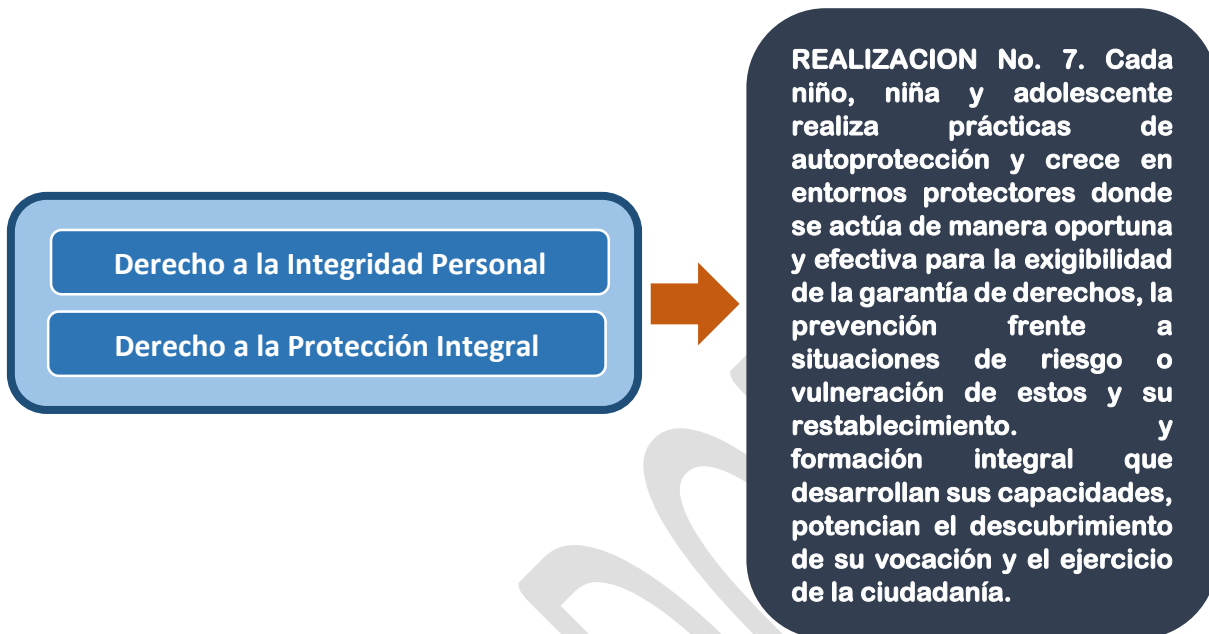 Derecho a la Integridad Personal
Derecho a la Protección Integral
REALIZACION No. 7. Cada
niño, niña y adolescente
realiza prácticas de
autoprotección y crece en
entornos protectores donde
se actúa de manera oportuna
y efectiva para la exigibilidad
de la garantía de derechos, la
prevención frente a
situaciones de riesgo o
vulneración de estos y su
restablecimiento. y
formación integral que
desarrollan sus capacidades,
potencian el descubrimiento
de su vocación y el ejercicio
de la ciudadanía.